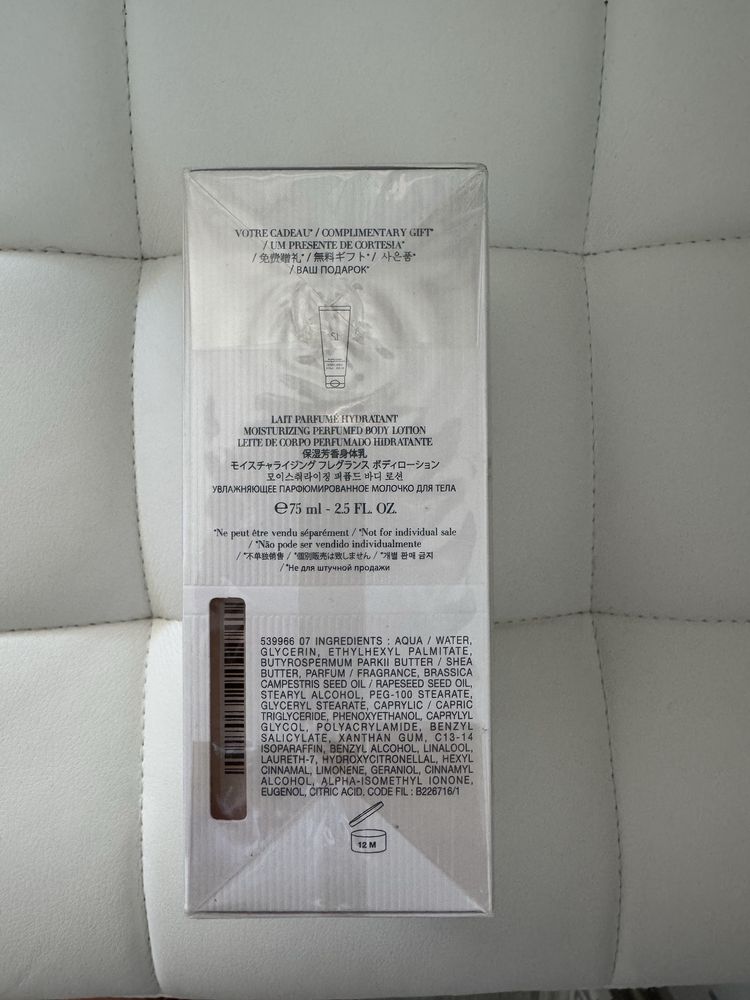 VOTRE CADEAU* / COMPLIMENTARY GIFT*
/ UM PRESENTE DE CORTESIA*
/ 免费赠礼* / 無料ギフト* / 사은품*
/ ВАШ ПОДАРОК*
LAIT PARFUMÉ HYDRATANT
MOISTURIZING PERFUMED BODY LOTION
LEITE DE CORPO PERFUMADO HIDRATANTE
保湿芳香身体乳
モイスチャライジング フレグランス ボディローション
모이스춰라이징 퍼퓸드 바디 로션
УВЛАЖНЯЮЩЕЕ ПАРФЮМИРОВАННОЕ МОЛОЧКО ДЛЯ ТЕЛА
℮75 ml - 2.5 FL. OZ.
*Ne peut être vendu séparément / *Not for individual sale
/ *Não pode ser vendido individualmente
/ *不单独销售 / *個別販売は致しません / *개별 판매 금지
/ *Не для штучной продажи
539966 07 INGREDIENTS : AQUA / WATER,
GLYCERIN, ETHYLHEXYL PALMITATE,
BUTYROSPERMUM PARKII BUTTER / SHEA
BUTTER, PARFUM / FRAGRANCE, BRASSICA
CAMPESTRIS SEED OIL / RAPESEED SEED OIL,
STEARYL ALCOHOL, PEG-100 STEARATE,
GLYCERYL STEARATE, CAPRYLIC / CAPRIC
TRIGLYCERIDE, PHENOXYETHANOL, CAPRYLYL
GLYCOL, POLYACRYLAMIDE, BENZYL
SALICYLATE, XANTHAN GUM, C13-14
ISOPARAFFIN, BENZYL ALCOHOL, LINALOOL,
LAURETH-7, HYDROXYCITRONELLAL, HEXYL
CINNAMAL, LIMONENE, GERANIOL, CINNAMYL
ALCOHOL, ALPHA-ISOMETHYL IONONE,
EUGENOL, CITRIC ACID. CODE FIL : B226716/1
12 M